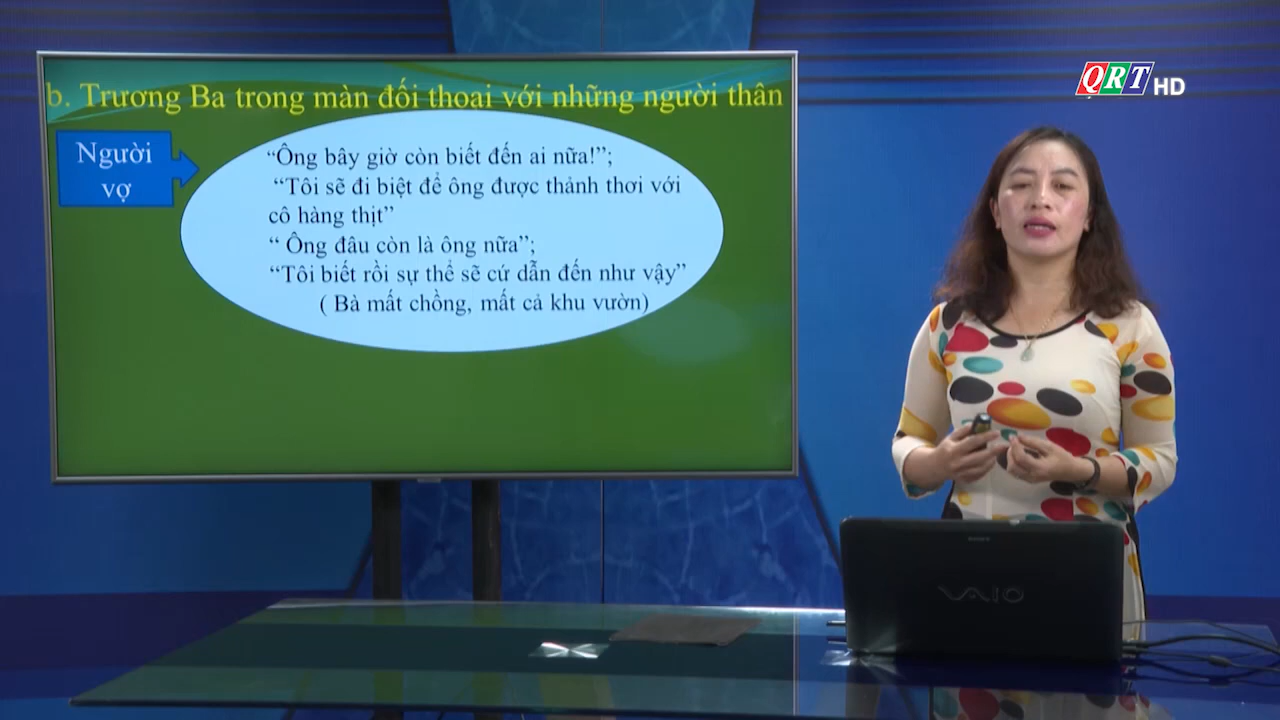 QRT HD
b. Trương Ba trong màn đối thoại với những người thân
Người
vợ
“Ông bây giờ còn biết đến ai nữa!”;
“Tôi sẽ đi biệt để ông được thảnh thơi với
cô hàng thịt”
“ Ông đâu còn là ông nữa”;
“Tôi biết rồi sự thể sẽ cứ dẫn đến như vậy”
( Bà mất chồng, mất cả khu vườn)
SONY
VAIO